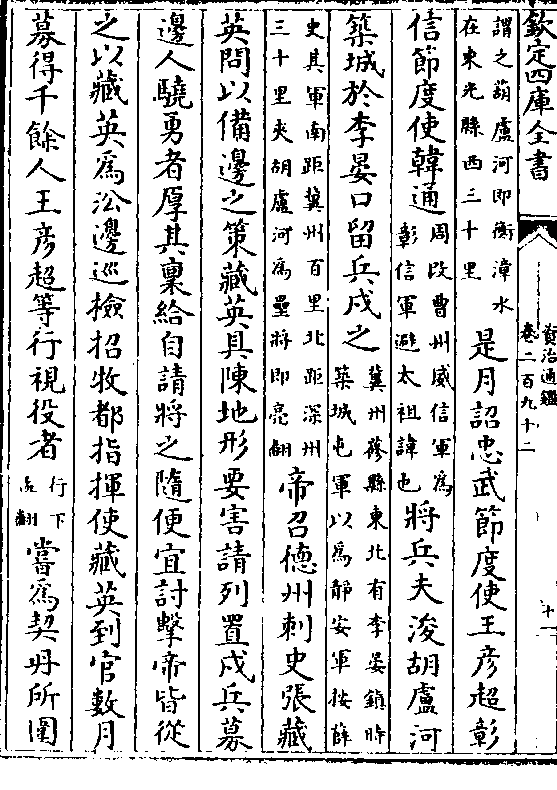 欽定四庫全書
資治通鑑
卷二百九十二
十一
謂之葫盧河即衡漳水
在東光縣西三十里
是月詔忠武節度使王彥超彰
信節度使韓通
周改曹州威信軍為
彰信軍避太祖諱也
將兵夫浚胡盧河
築城於李晏口留兵戍之
冀州蓚縣東北有李晏鎮時
築城屯軍以為靜安軍按薛
史其軍南距冀州百里北距深州
三十里夾胡盧河為壘將即亮翻
帝召德州刺史張藏
英問以備邊之策藏英具陳地形要害請列置戍兵募
邊人驍勇者厚其稟給自請將之隨便宜討擊帝皆從
之以藏英為㳂邊巡檢招收都指揮使藏英到官數月
募得千餘人王彥超等行視役者
行下
孟翻
嘗為契丹所圍